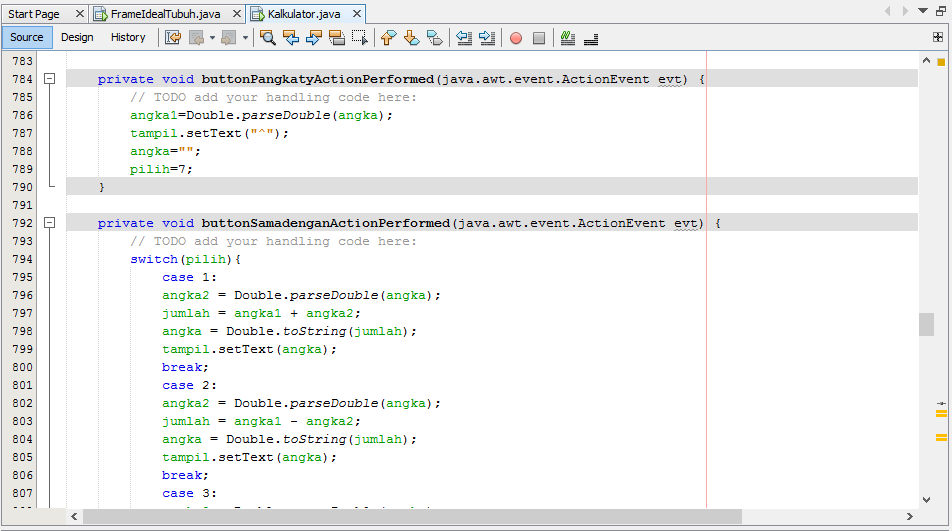 Start Page FrameIdealTubuh.java Kalkulator.java
Source Design History
783
784 private void buttonPangkatyActionPerformed(java.awt.event.ActionEvent evt) {
785 // TODO add your handling code here:
786 angka1=Double.parseDouble(angka);
787 tampil.setText("^");
788 angka="";
789 pilih=7;
790 }
791
792 private void buttonSamadenganActionPerformed(java.awt.event.ActionEvent evt) {
793 // TODO add your handling code here:
794 switch(pilih){
795 case 1:
796 angka2 = Double.parseDouble(angka);
797 jumlah = angka1 + angka2;
798 angka = Double.toString(jumlah);
799 tampil.setText(angka);
800 break;
801 case 2:
802 angka2 = Double.parseDouble(angka);
803 jumlah = angka1 - angka2;
804 angka = Double.toString(jumlah);
805 tampil.setText(angka);
806 break;
807 case 3: